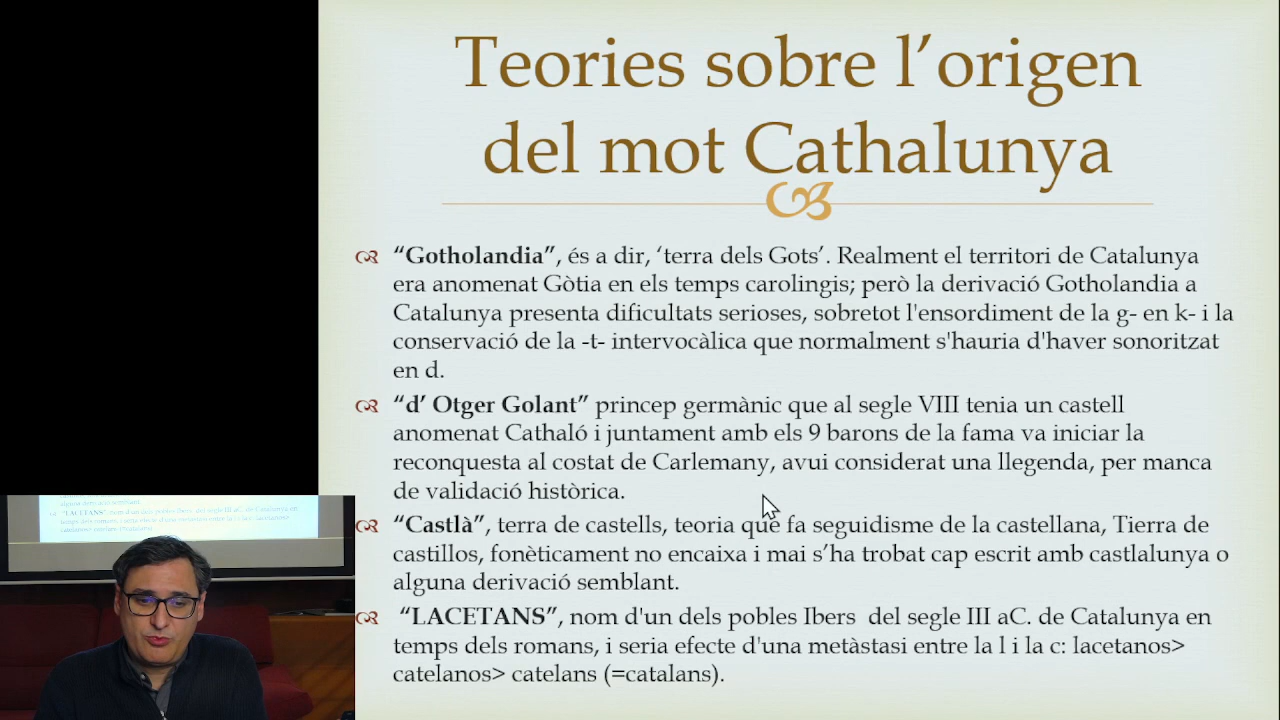 Teories sobre l’origen
del mot Cathalunya
“Gotholandia”, és a dir, ‘terra dels Gots’. Realment el territori de Catalunya
era anomenat Gòtia en els temps carolingis; però la derivació Gotholandia a
Catalunya presenta dificultats serioses, sobretot l'ensordiment de la g- en k- i la
conservació de la -t- intervocàlica que normalment s'hauria d'haver sonoritzat
en d.
“d’ Otger Golant” princep germànic que al segle VIII tenia un castell
anomenat Cathaló i juntament amb els 9 barons de la fama va iniciar la
reconquesta al costat de Carlemany, avui considerat una llegenda, per manca
de validació històrica.
“Castlà”, terra de castells, teoria que fa seguidisme de la castellana, Tierra de
castillos, fonèticament no encaixa i mai s’ha trobat cap escrit amb castlalunya o
alguna derivació semblant.
“LACETANS”, nom d'un dels pobles Ibers del segle III aC. de Catalunya en
temps dels romans, i seria efecte d'una metàstasi entre la l i la c: lacetanos>
catelanos> catelans (=catalans).